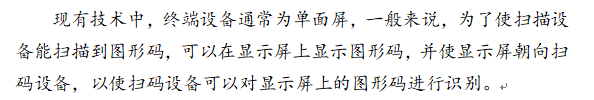 现有技术中，终端设备通常为单面屏，一般来说，为了使扫描设
备能扫描到图形码，可以在显示屏上显示图形码，并使显示屏朝向扫
码设备，以使扫码设备可以对显示屏上的图形码进行识别。